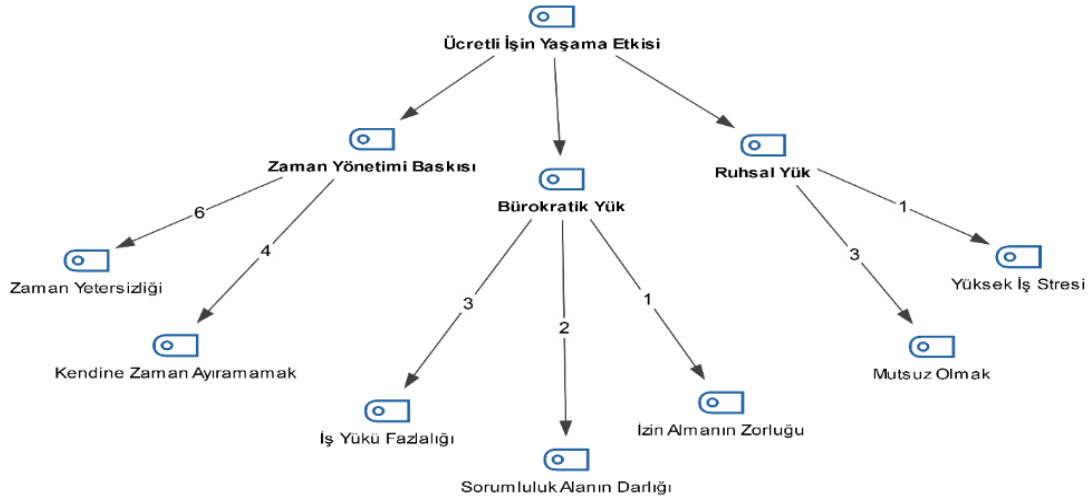 Ücretli İşin Yaşama Etkisi
Zaman Yönetimi Baskısı
Ruhsal Yük
Bürokratik Yük
6
1
4
3
3
2
1
Zaman Yetersizliği
Yüksek İş Stresi
Kendine Zaman Ayıramamak
Mutsuz Olmak
İş Yükü Fazlalığı
İzin Almanın Zorluğu
Sorumluluk Alanın Darlığı